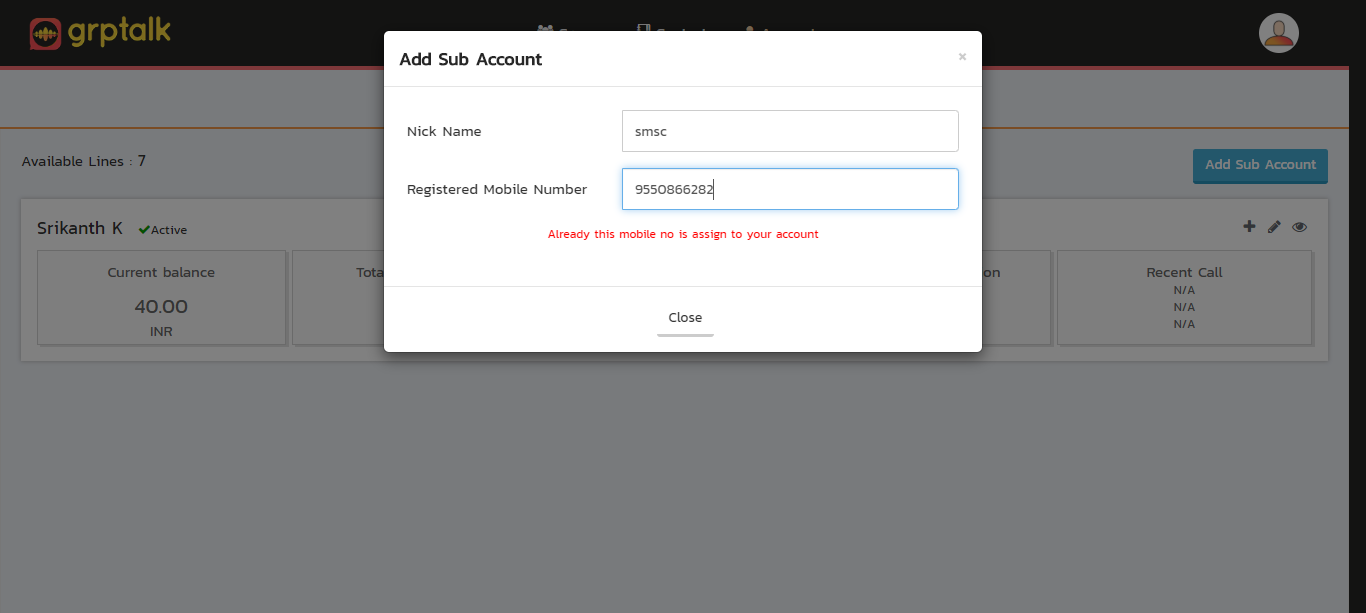 grptalk
Add Sub Account
×
Nick Name
smsc
Registered Mobile Number
9550866282
Already this mobile no is assign to your account
Close
Available Lines : 7
Add Sub Account
Srikanth K
Active
Current balance
40.00
INR
Tota
on
Recent Call
N/A
N/A
N/A